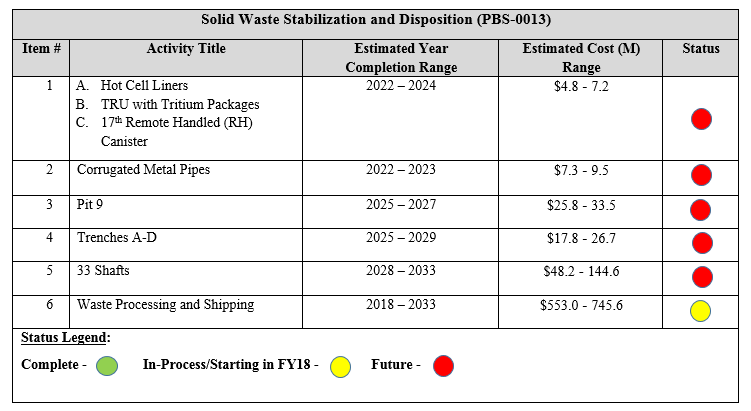 Solid Waste Stabilization and Disposition (PBS-0013)
Item # Activity Title Estimated Year Completion Range Estimated Cost (M) Range Status
1 A. Hot Cell Liners 2022 – 2024 $4.8 - 7.2
B. TRU with Tritium Packages
C. 17th Remote Handled (RH)
Canister
2 Corrugated Metal Pipes 2022 – 2023 $7.3 - 9.5
3 Pit 9 2025 – 2027 $25.8 - 33.5
4 Trenches A-D 2025 – 2029 $17.8 - 26.7
5 33 Shafts 2028 – 2033 $48.2 - 144.6
6 Waste Processing and Shipping 2018 – 2033 $553.0 - 745.6
Status Legend:
Complete - In-Process/Starting in FY18 - Future -